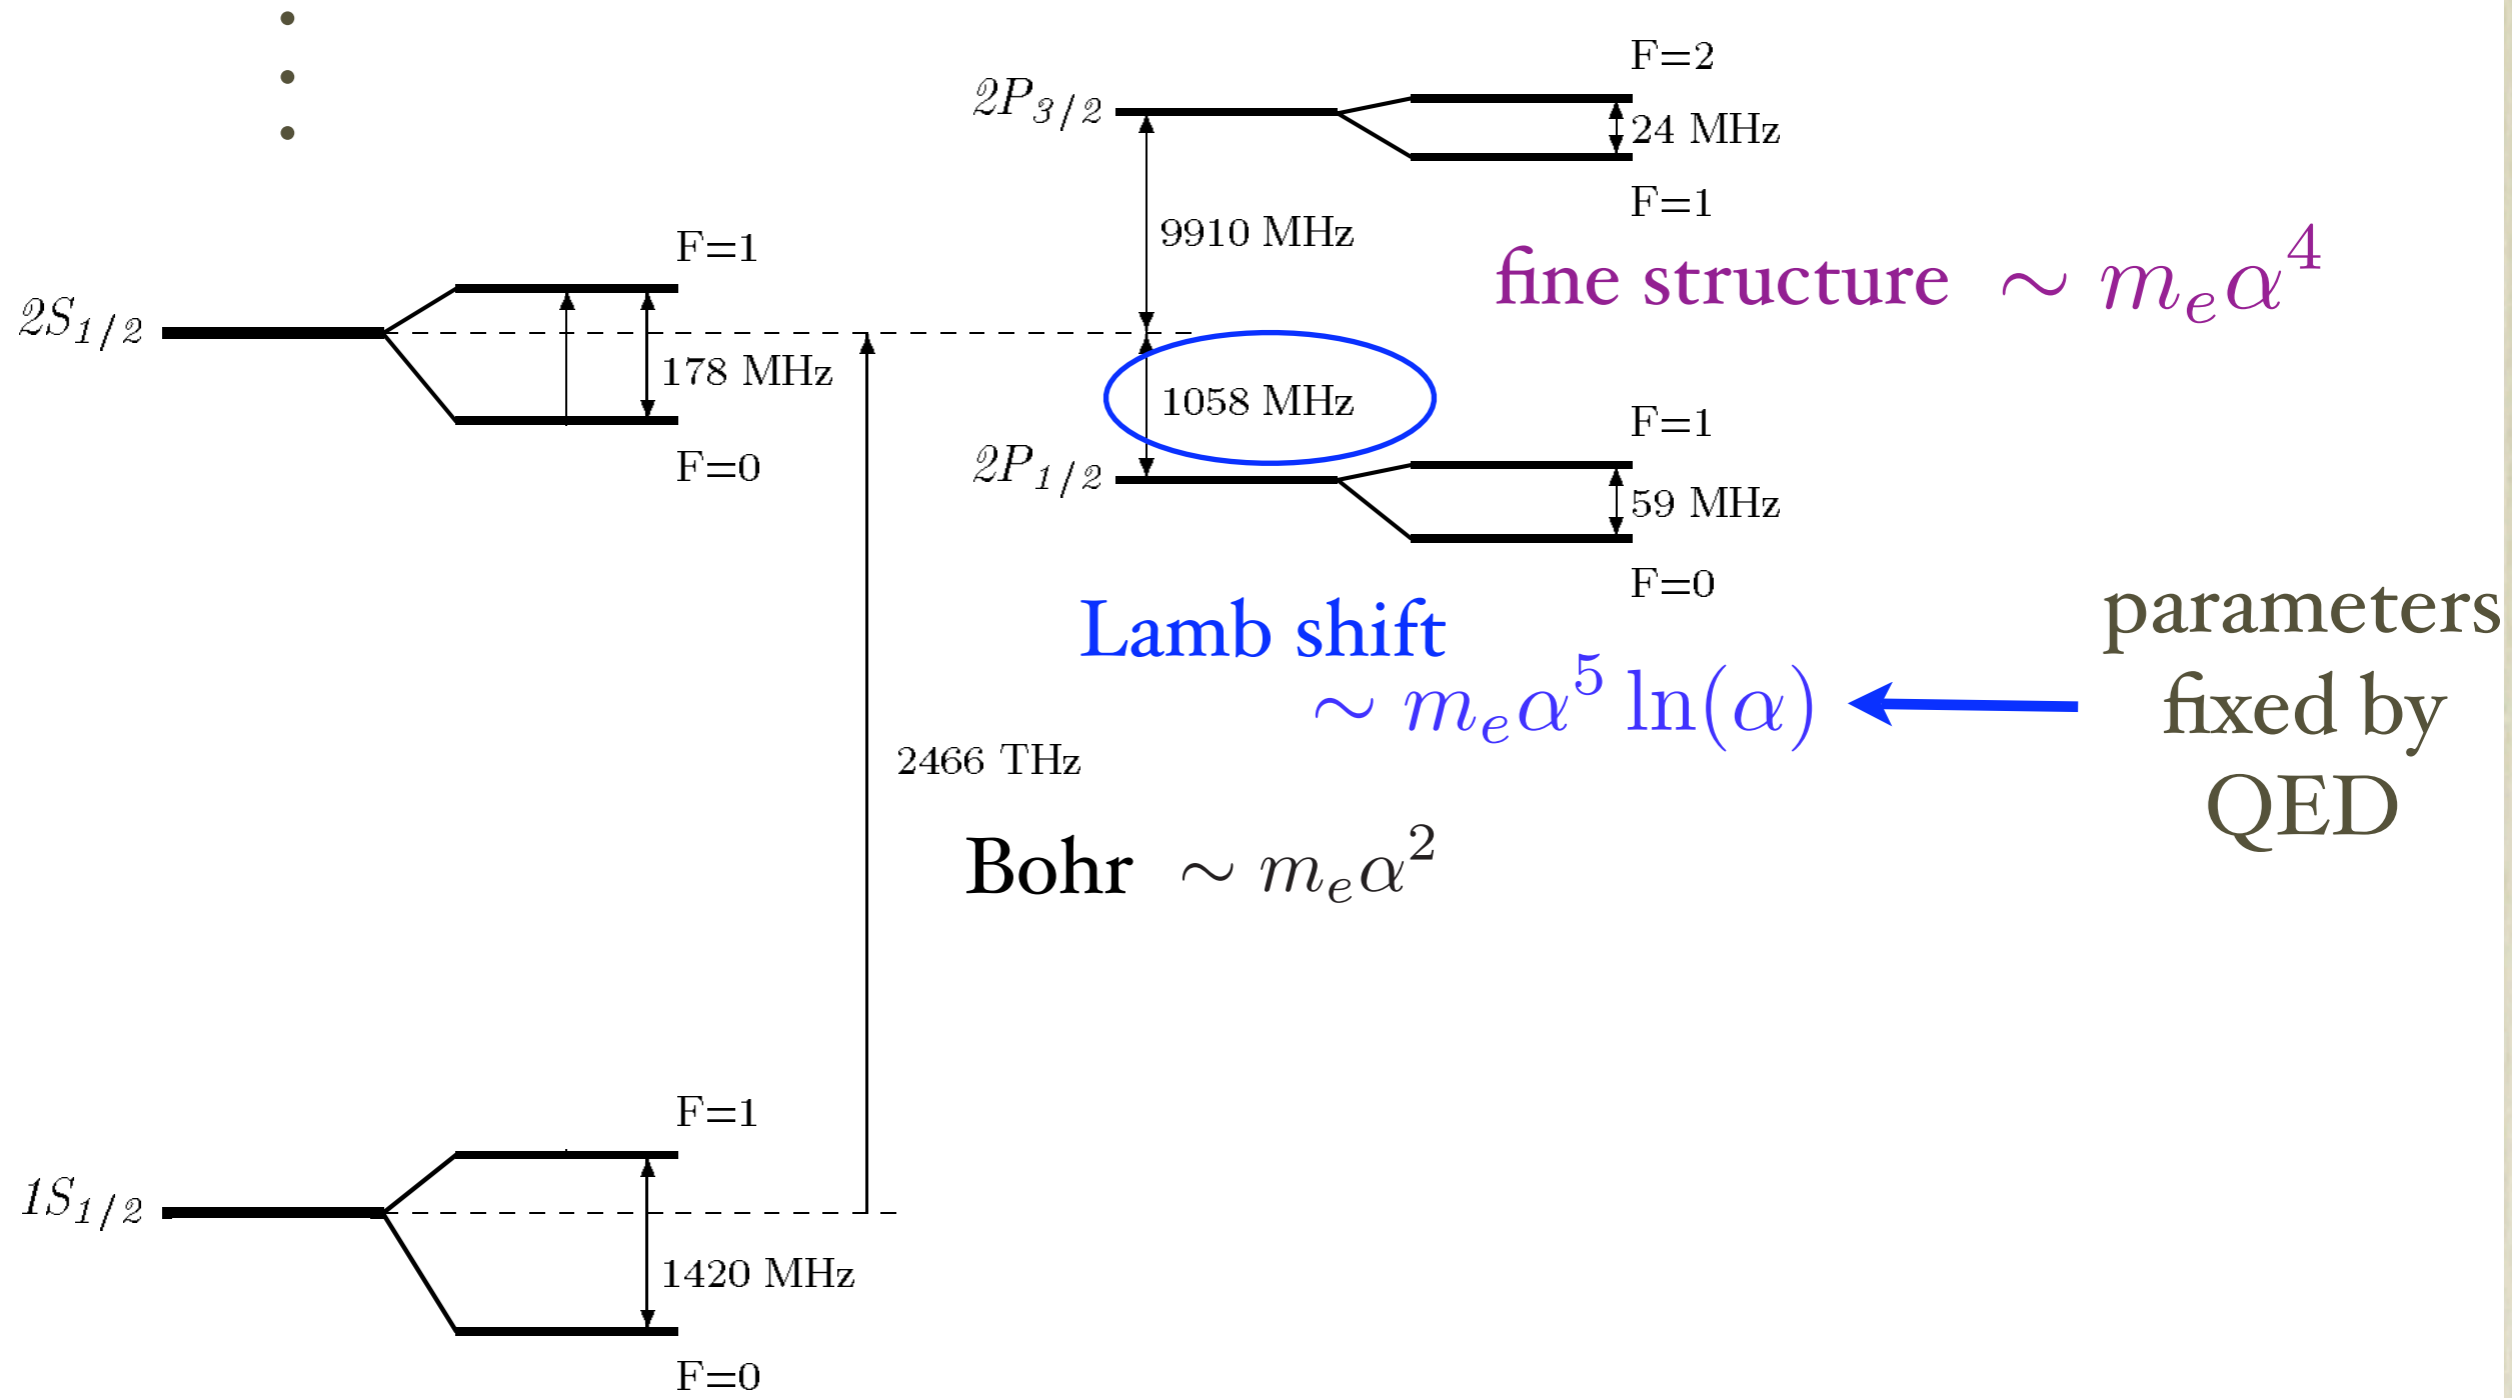 F=2
2P3/2
24 MHz
F=1
9910 MHz
fine structure ∼ mₑα⁴
F=1
2S1/2
178 MHz
F=0
1058 MHz
F=1
2P1/2
59 MHz
F=0
Lamb shift
∼ mₑα⁵ ln(α)
parameters
fixed by
QED
2466 THz
Bohr ∼ mₑα²
F=1
1S1/2
1420 MHz
F=0